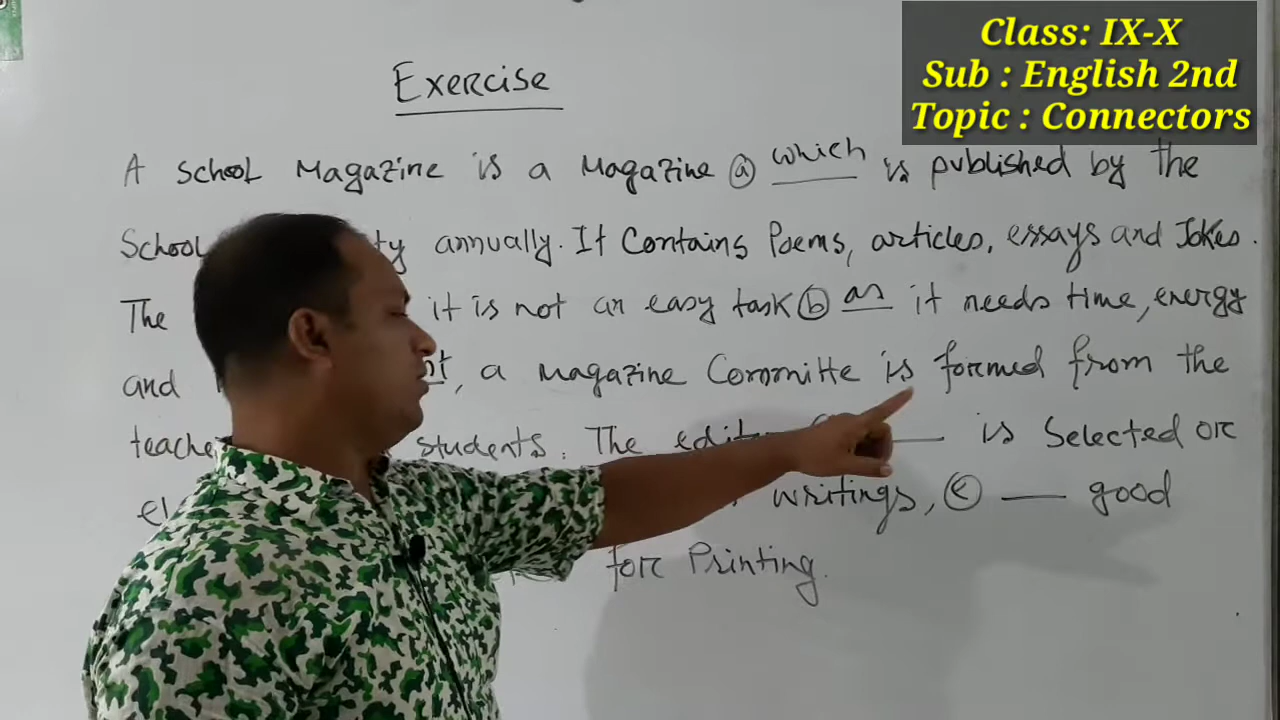 Class: IX-X
Sub : English 2nd
Topic : Connectors
Exercise
A School Magazine is a Magazine ⓐ which is published by the
School annually. It Contains Poems, articles, essays and Jokes.
The it is not an easy task ⓑ as it needs time, energy
and , a magazine Committe is formed from the
teache students. The edito is Selected or
writings, ⓔ ___ good
for Printing.